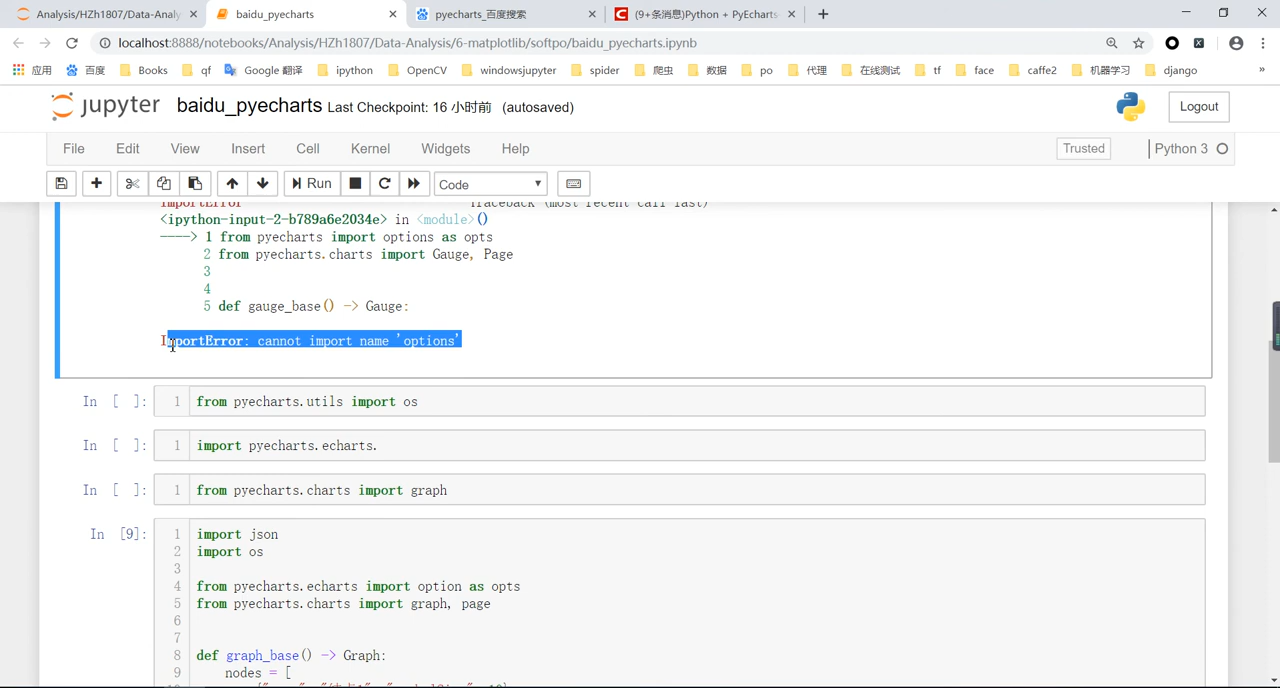 Analysis/HZh1807/Data-Analy
baidu_pyecharts
pyecharts_百度搜索
(9+条消息)Python + PyEcharts
localhost:8888/notebooks/Analysis/HZh1807/Data-Analysis/6-matplotlib/softpo/baidu_pyecharts.ipynb
应用 百度 Books qf Google 翻译 ipython OpenCV windowsjupyter spider 爬虫 数据 po 代理 在线测试 tf face caffe2 机器学习 django »
jupyter baidu_pyecharts Last Checkpoint: 16 小时前 (autosaved) Logout
File Edit View Insert Cell Kernel Widgets Help Trusted Python 3
Run Code
ImportError Traceback (most recent call last)
<ipython-input-2-b789a6e2034e> in <module>()
----> 1 from pyecharts import options as opts
2 from pyecharts.charts import Gauge, Page
3
4
5 def gauge_base() -> Gauge:
ImportError: cannot import name 'options'
In [ ]: 1 from pyecharts.utils import os
In [ ]: 1 import pyecharts.echarts.
In [ ]: 1 from pyecharts.charts import graph
In [9]: 1 import json
2 import os
3
4 from pyecharts.echarts import option as opts
5 from pyecharts.charts import graph, page
6
7
8 def graph_base() -> Graph:
9 nodes = [